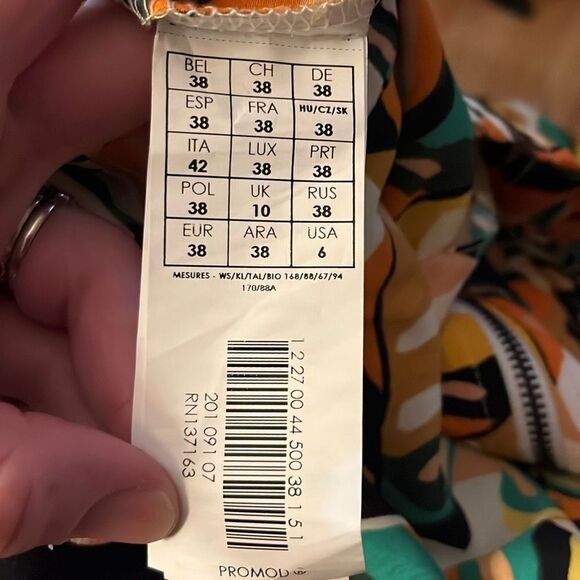 BEL CH DE
38 38 38
ESP FRA HU/CZ/SK
38 38 38
ITA LUX PRT
42 38 38
POL UK RUS
38 10 38
EUR ARA USA
38 38 6
MESURES - WS/KL/TAL/BIO 168/88/67/94
170/88A
1 2 27 00 44 500 38 1 5 1
201 091 07
RN137163
PROMOD